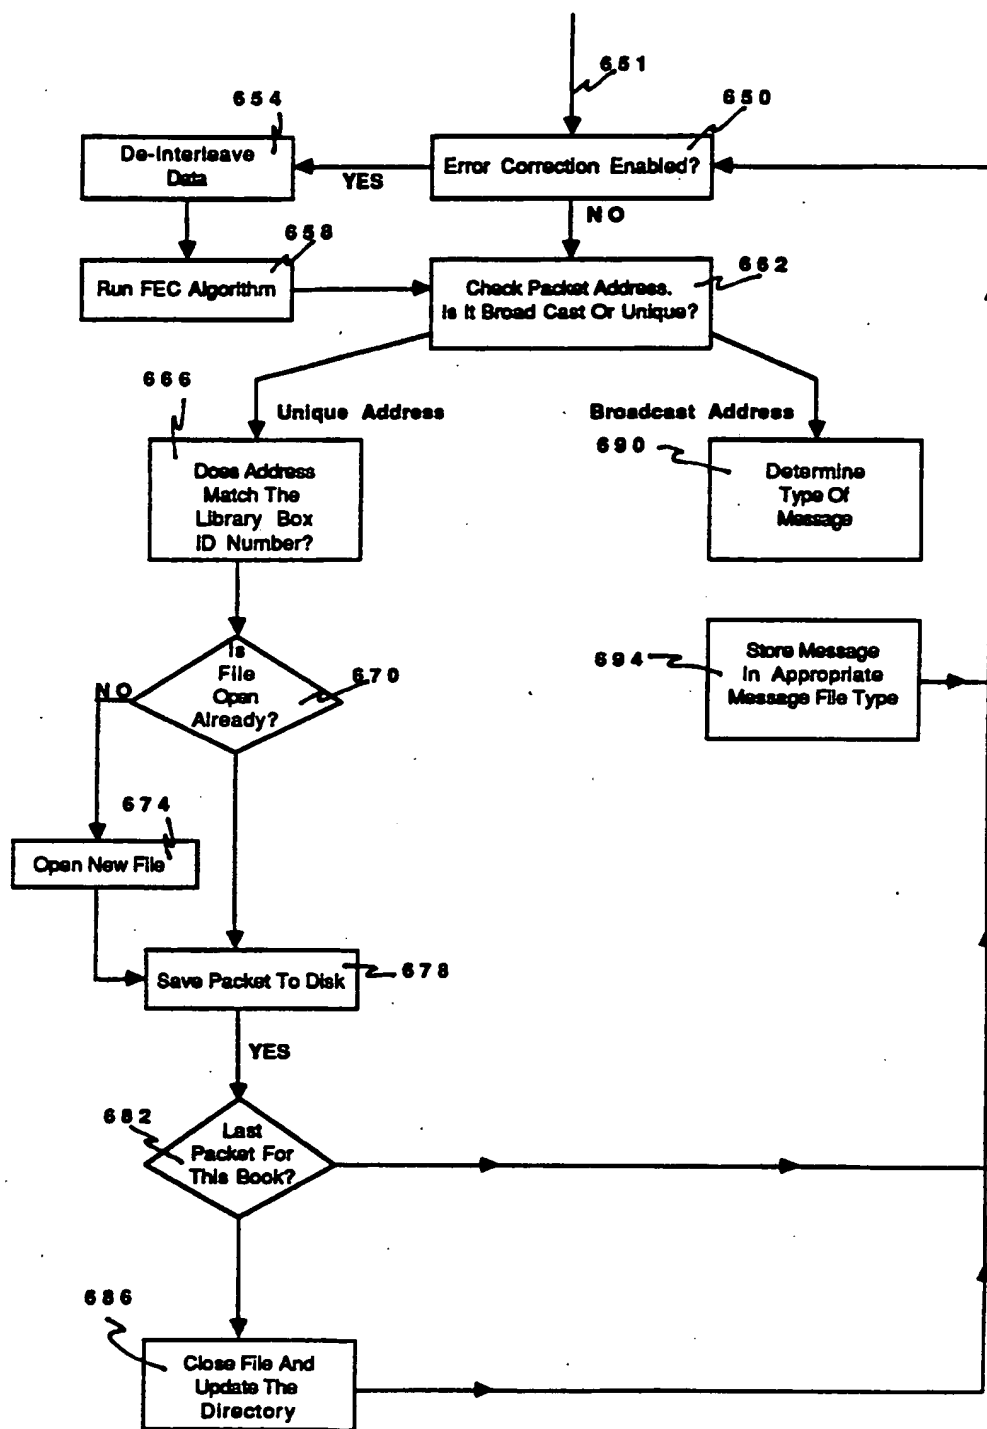 651
654
650
De-Interleave
Data
YES
Error Correction Enabled?
NO
658
662
Run FEC Algorithm
Check Packet Address.
Is It Broad Cast Or Unique?
666
Unique Address
Broadcast Address
690
Does Address
Match The
Library Box
ID Number?
Determine
Type Of
Message
Is
File
Open
Already?
670
NO
694
Store Message
In Appropriate
Message File Type
674
Open New File
Save Packet To Disk
678
YES
682
Last
Packet For
This Book?
686
Close File And
Update The
Directory